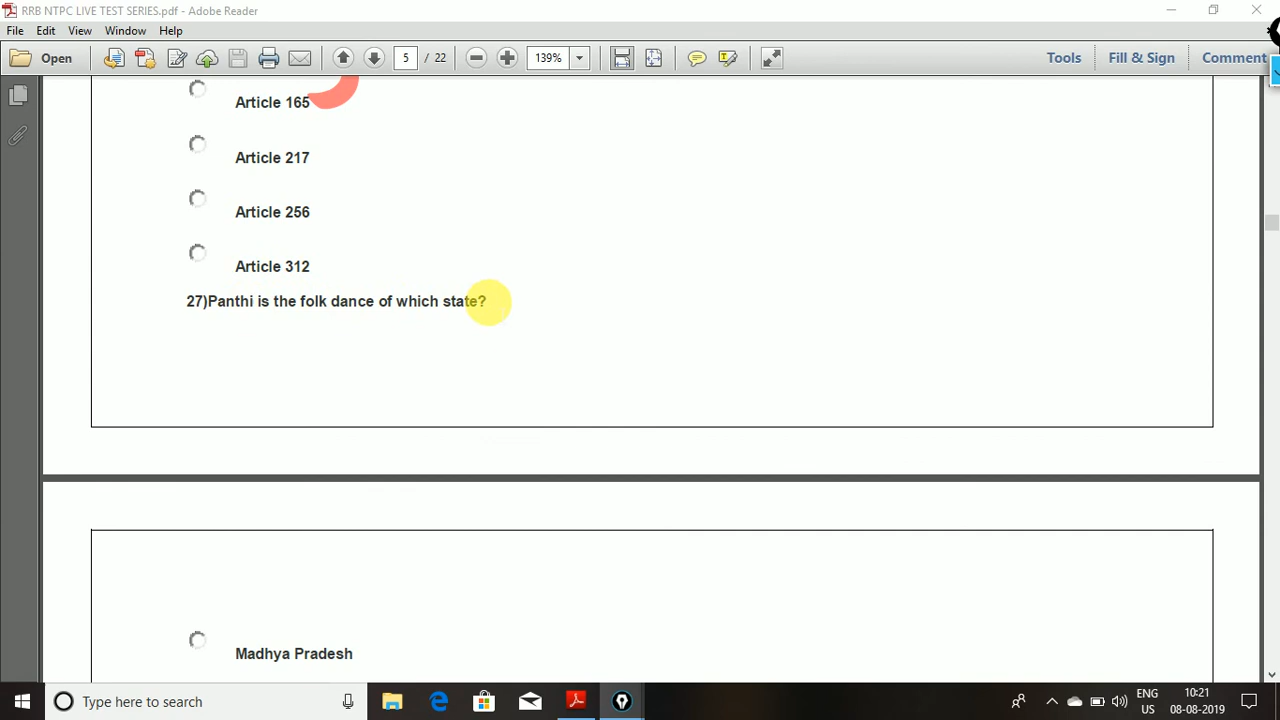 RRB NTPC LIVE TEST SERIES.pdf - Adobe Reader
File Edit View Window Help
Open 5 / 22 139% Tools Fill & Sign Comment
Article 165
Article 217
Article 256
Article 312
27)Panthi is the folk dance of which state?
Madhya Pradesh
Type here to search
ENG
US
10:21
08-08-2019